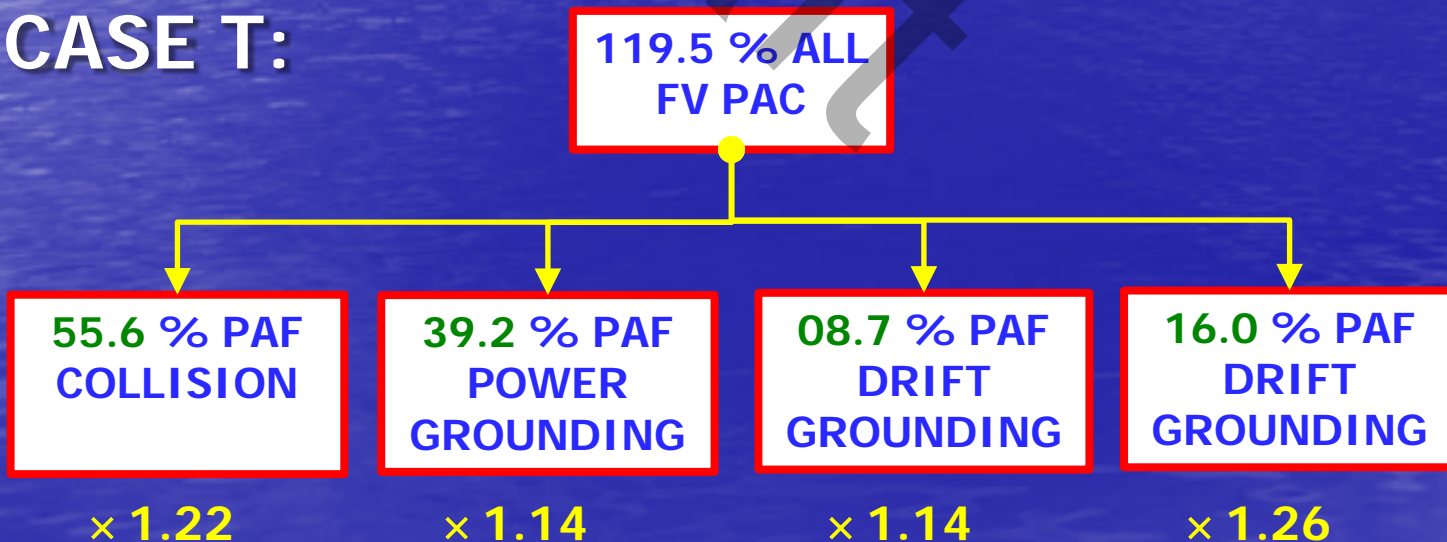 CASE T:
119.5 % ALL
FV PAC
55.6 % PAF
COLLISION
39.2 % PAF
POWER
GROUNDING
08.7 % PAF
DRIFT
GROUNDING
16.0 % PAF
DRIFT
GROUNDING
× 1.22
× 1.14
× 1.14
× 1.26